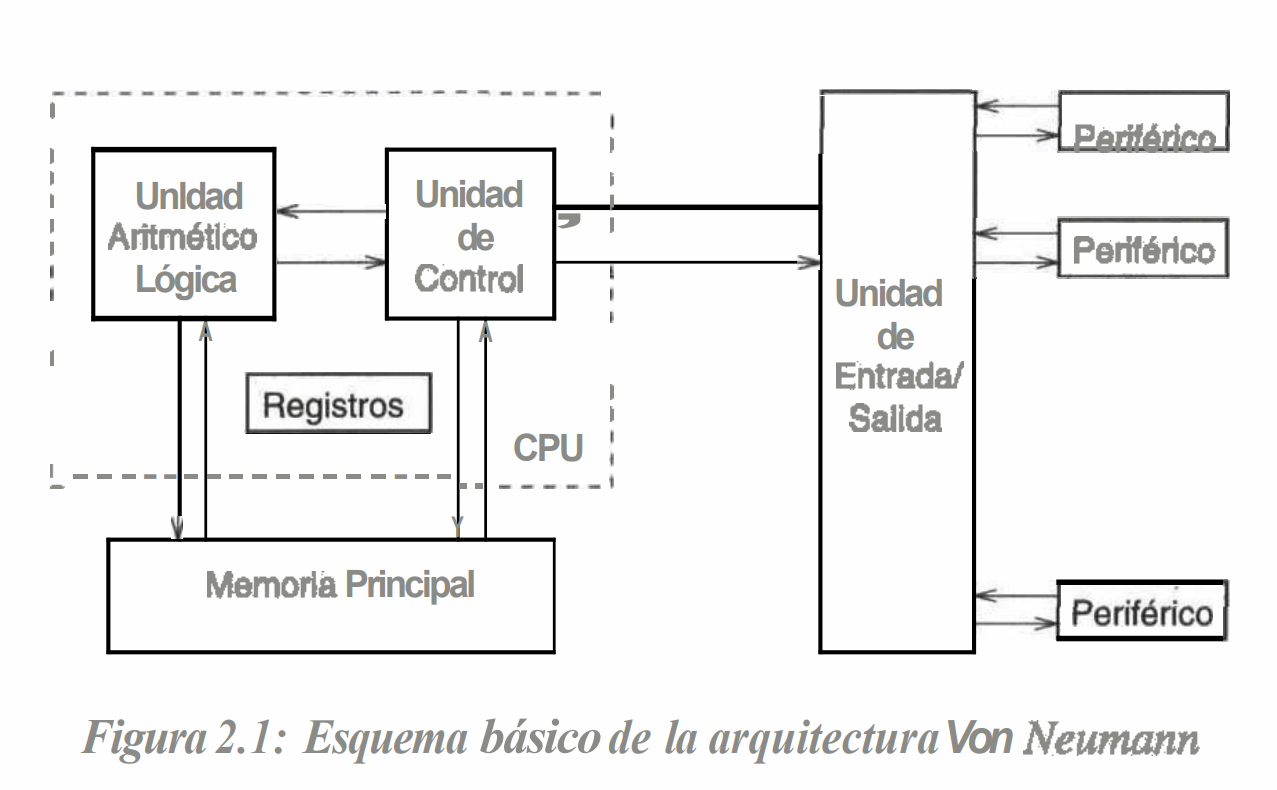 UnIdad
Aritmético
Lógica
Unidad
de
Control
Registros
CPU
Memoria Principal
Unidad
de
Entrada/
Salida
Periférico
Periférico
Periférico
Figura 2.1: Esquema básico de la arquitectura Von Neumann